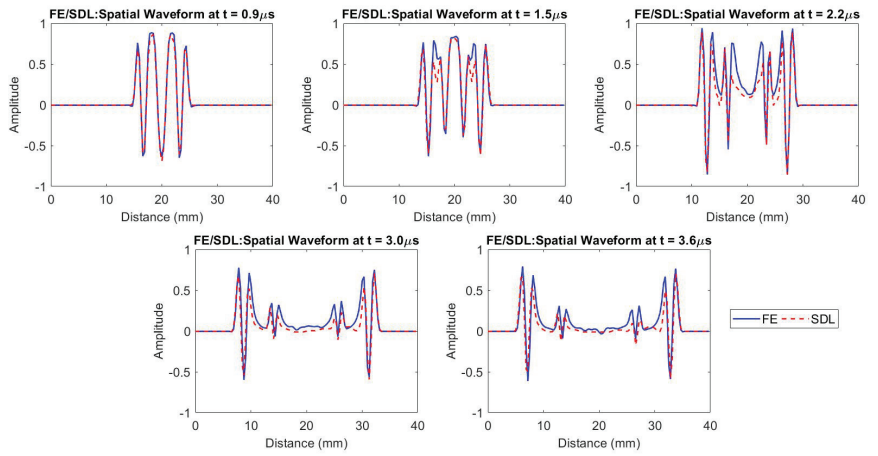 FE/SDL:Spatial Waveform at t = 0.9μs
1
0.5
0
-0.5
-1
Amplitude
0 10 20 30 40
Distance (mm)
FE/SDL:Spatial Waveform at t = 1.5μs
1
0.5
0
-0.5
-1
Amplitude
0 10 20 30 40
Distance (mm)
FE/SDL:Spatial Waveform at t = 2.2μs
1
0.5
0
-0.5
-1
Amplitude
0 10 20 30 40
Distance (mm)
FE/SDL:Spatial Waveform at t = 3.0μs
1
0.5
0
-0.5
-1
Amplitude
0 10 20 30 40
Distance (mm)
FE/SDL:Spatial Waveform at t = 3.6μs
1
0.5
0
-0.5
-1
Amplitude
0 10 20 30 40
Distance (mm)
FE SDL